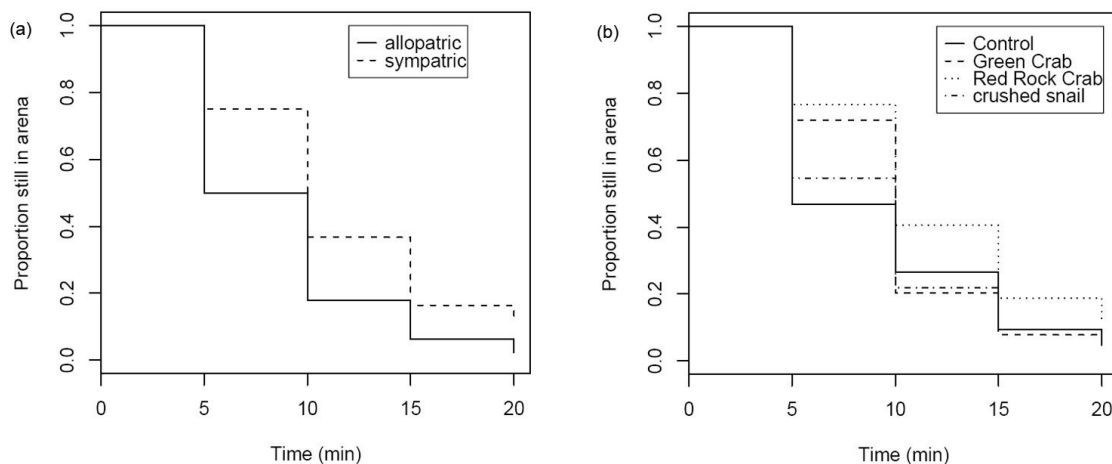 (a)
allopatric
sympatric
Proportion still in arena
1.0
0.8
0.6
0.4
0.2
0.0
0 5 10 15 20
Time (min)
(b)
Control
Green Crab
Red Rock Crab
crushed snail
Proportion still in arena
1.0
0.8
0.6
0.4
0.2
0.0
0 5 10 15 20
Time (min)